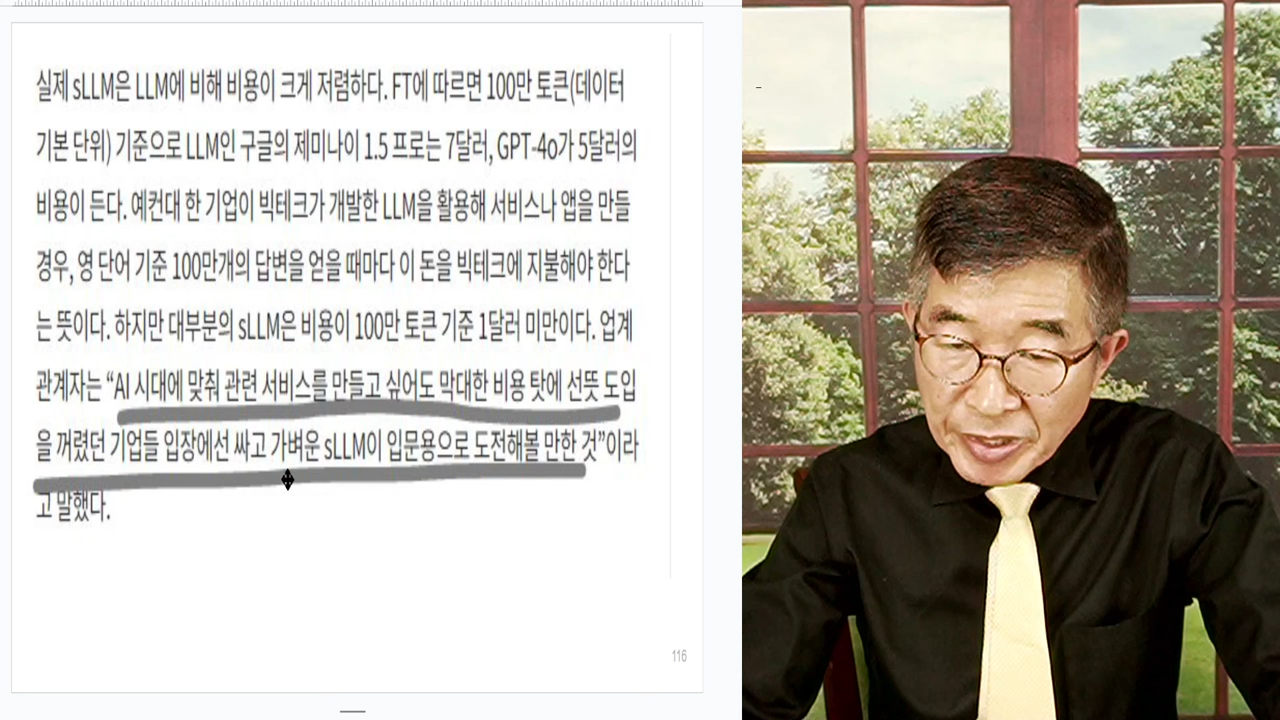 실제 sLLM은 LLM에 비해 비용이 크게 저렴하다. FT에 따르면 100만 토큰(데이터
기본 단위) 기준으로 LLM인 구글의 제미나이 1.5 프로는 7달러, GPT-4o가 5달러의
비용이 든다. 예컨대 한 기업이 빅테크가 개발한 LLM을 활용해 서비스나 앱을 만들
경우, 영 단어 기준 100만개의 답변을 얻을 때마다 이 돈을 빅테크에 지불해야 한다
는 뜻이다. 하지만 대부분의 sLLM은 비용이 100만 토큰 기준 1달러 미만이다. 업계
관계자는 “AI 시대에 맞춰 관련 서비스를 만들고 싶어도 막대한 비용 탓에 선뜻 도입
을 꺼렸던 기업들 입장에선 싸고 가벼운 sLLM이 입문용으로 도전해볼 만한 것”이라
고 말했다.
116